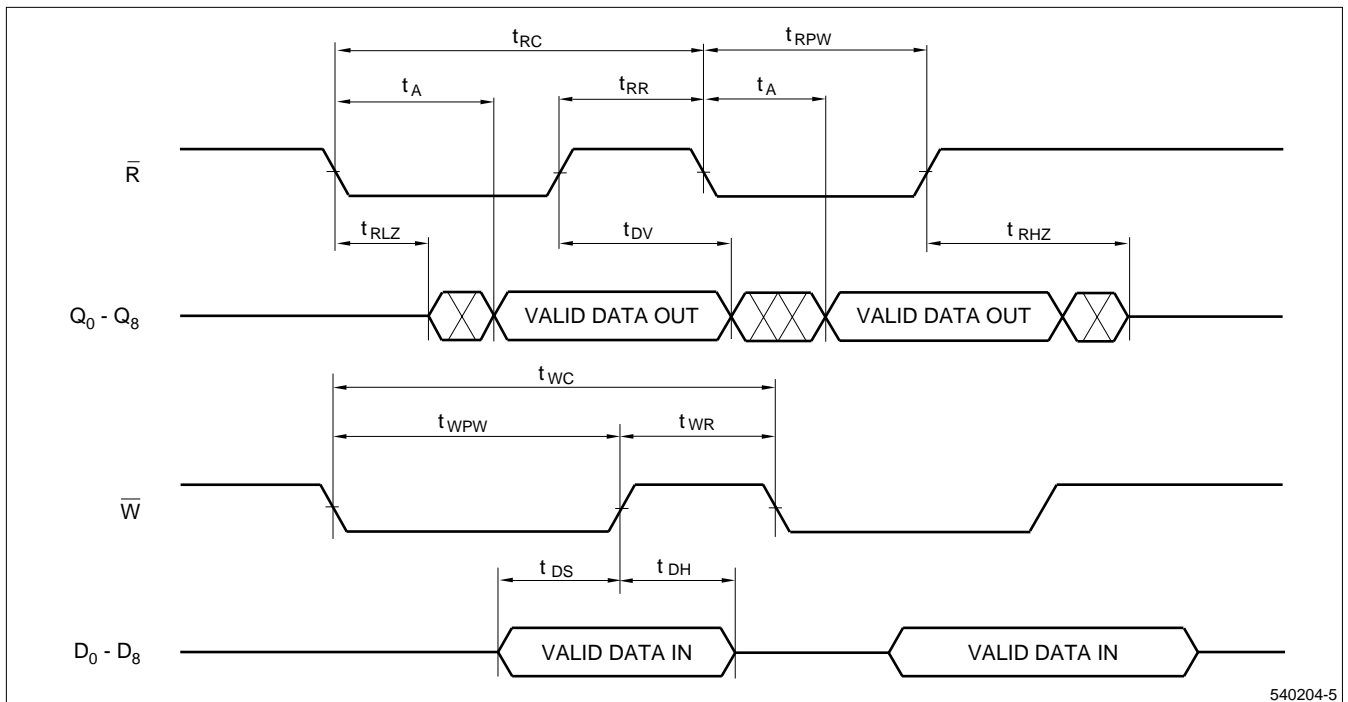 tRC
tRPW
tA
tRR
tA
R̅
tRLZ
tDV
tRHZ
Q0 - Q8
VALID DATA OUT
VALID DATA OUT
tWC
tWPW
tWR
W̅
tDS
tDH
D0 - D8
VALID DATA IN
VALID DATA IN
540204-5